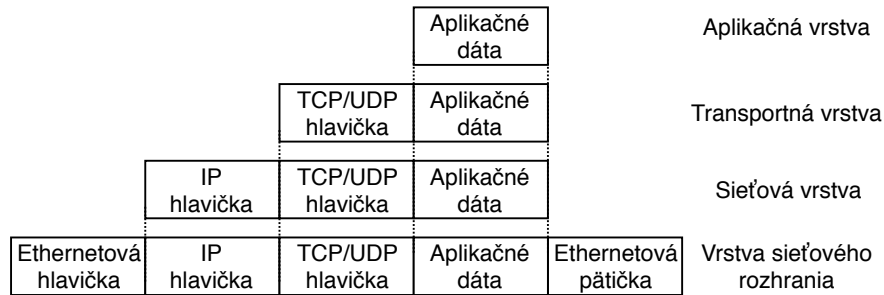 Aplikačné
dáta
Aplikačná vrstva
TCP/UDP
hlavička
Aplikačné
dáta
Transportná vrstva
IP
hlavička
TCP/UDP
hlavička
Aplikačné
dáta
Sieťová vrstva
Ethernetová
hlavička
IP
hlavička
TCP/UDP
hlavička
Aplikačné
dáta
Ethernetová
pätička
Vrstva sieťového
rozhrania